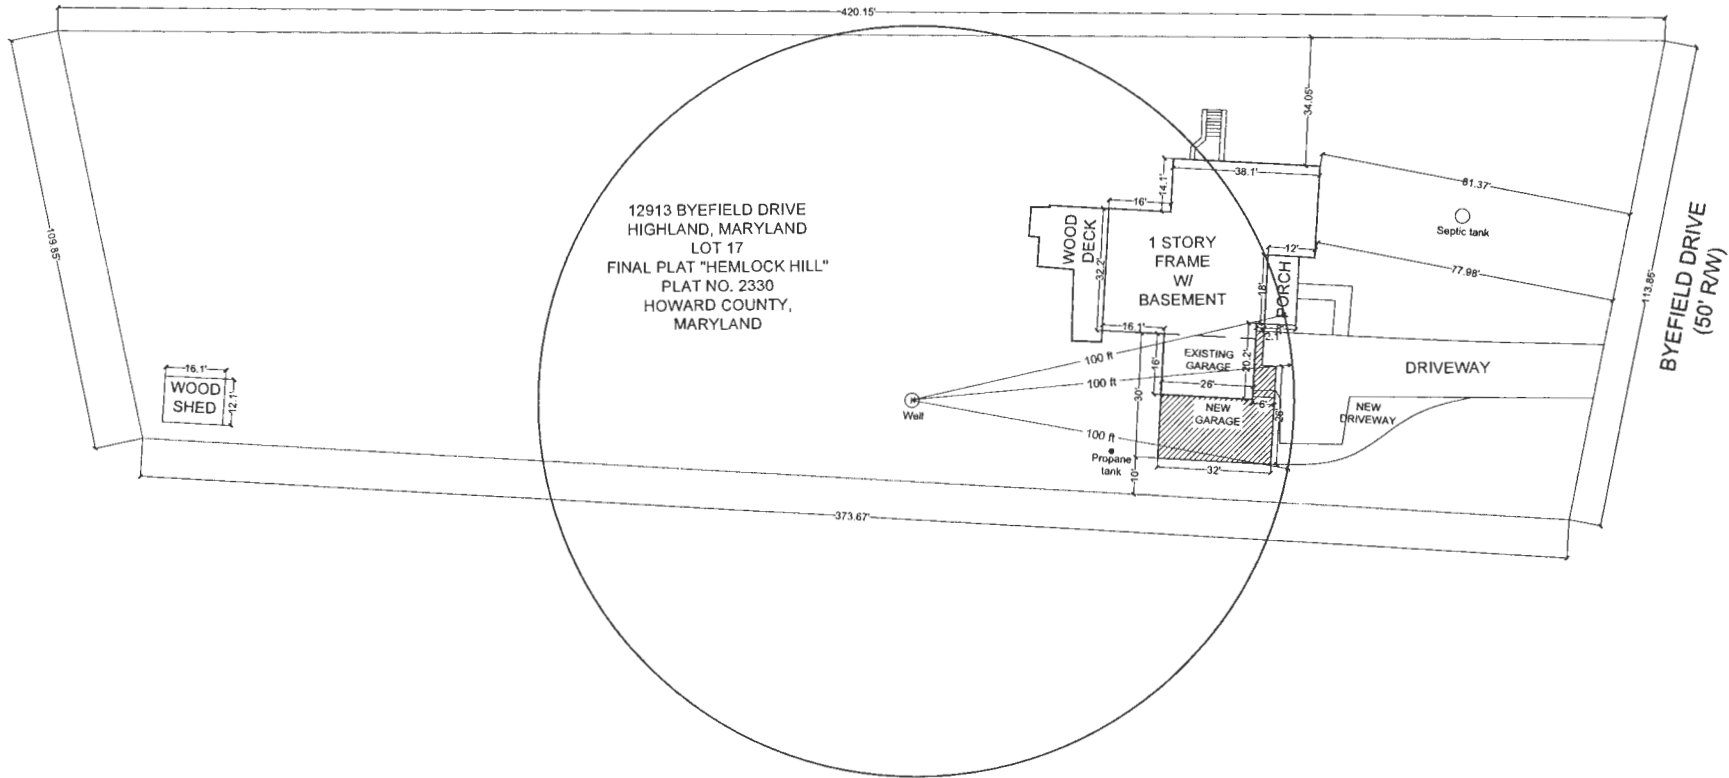 420.15'
34.05'
109.85'
12913 BYEFIELD DRIVE
HIGHLAND, MARYLAND
LOT 17
FINAL PLAT "HEMLOCK HILL"
PLAT NO. 2330
HOWARD COUNTY,
MARYLAND
38.1'
14.1'
16'
WOOD
DECK
32.2'
1 STORY
FRAME
W/
BASEMENT
12'
18'
PORCH
81.37'
Septic tank
77.98'
113.86'
BYEFIELD DRIVE
(50' R/W)
16.1'
2.1'
100 ft
EXISTING
GARAGE
20.2'
16'
30'
100 ft
26'
DRIVEWAY
16.1'
WOOD
SHED
12.1'
Well
6'
NEW
GARAGE
26'
NEW
DRIVEWAY
100 ft
Propane
tank
32'
10'
373.67'